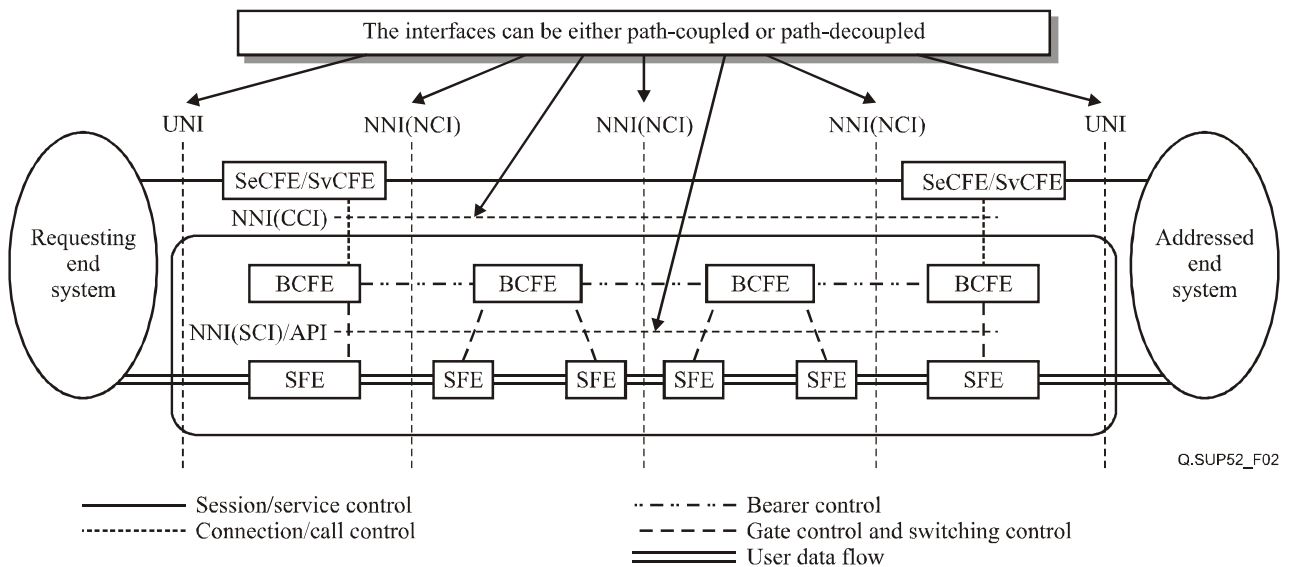 The interfaces can be either path-coupled or path-decoupled
UNI NNI(NCI) NNI(NCI) NNI(NCI) UNI
SeCFE/SvCFE SeCFE/SvCFE
NNI(CCI)
Requesting
end
system
Addressed
end
system
BCFE BCFE BCFE BCFE
NNI(SCI)/API
SFE SFE SFE SFE SFE SFE
Q.SUP52_F02
Session/service control
Connection/call control
Bearer control
Gate control and switching control
User data flow